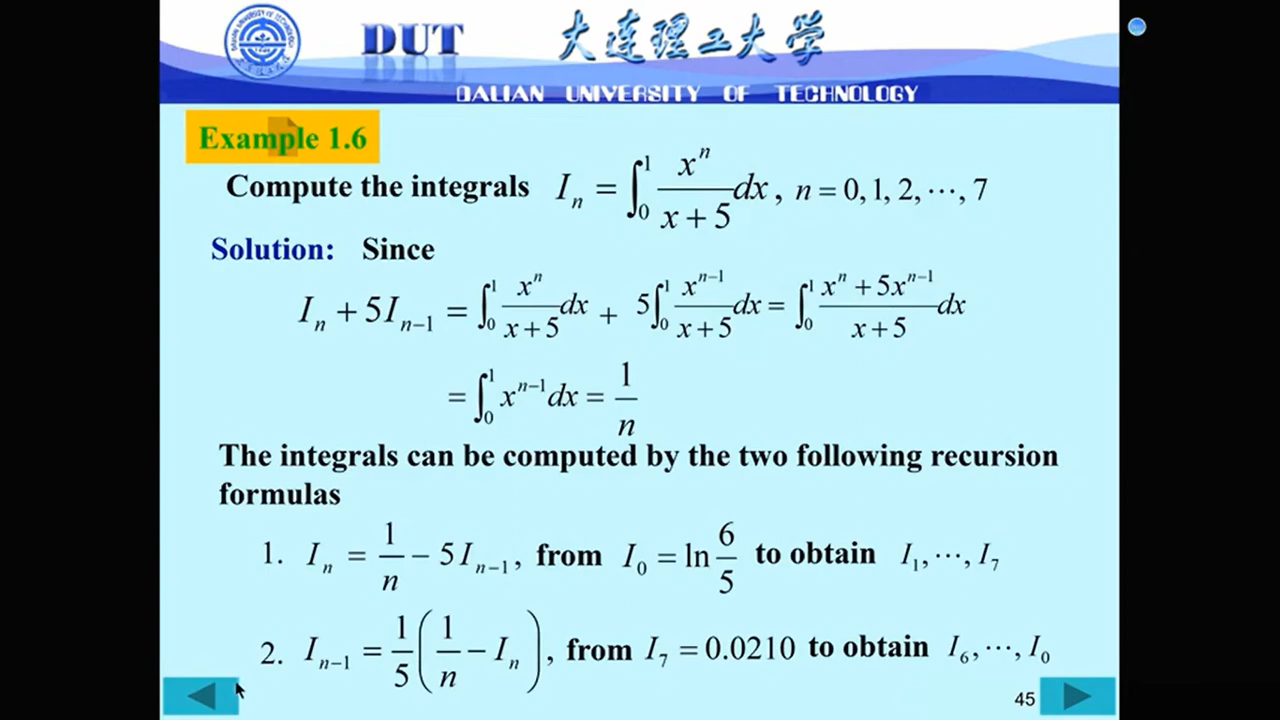 DUT 大连理工大学
DALIAN UNIVERSITY OF TECHNOLOGY
Example 1.6
Compute the integrals I_n = ∫_0^1 x^n/(x+5) dx, n = 0, 1, 2, ⋯, 7
Solution: Since
I_n + 5I_{n−1} = ∫_0^1 x^n/(x+5) dx + 5∫_0^1 x^{n−1}/(x+5) dx = ∫_0^1 (x^n + 5x^{n−1})/(x+5) dx
= ∫_0^1 x^{n−1} dx = 1/n
The integrals can be computed by the two following recursion
formulas
1. I_n = 1/n − 5I_{n−1}, from I_0 = ln 6/5 to obtain I_1, ⋯, I_7
2. I_{n−1} = 1/5 (1/n − I_n), from I_7 = 0.0210 to obtain I_6, ⋯, I_0
45